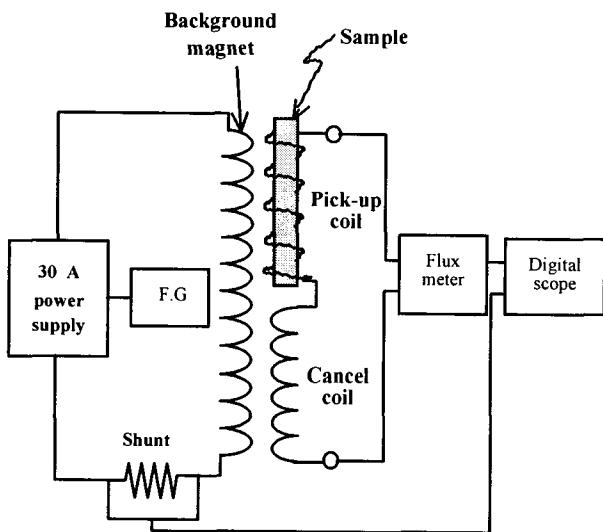 Background
magnet
Sample
Pick-up
coil
30 A
power
supply
F.G
Flux
meter
Digital
scope
Cancel
coil
Shunt